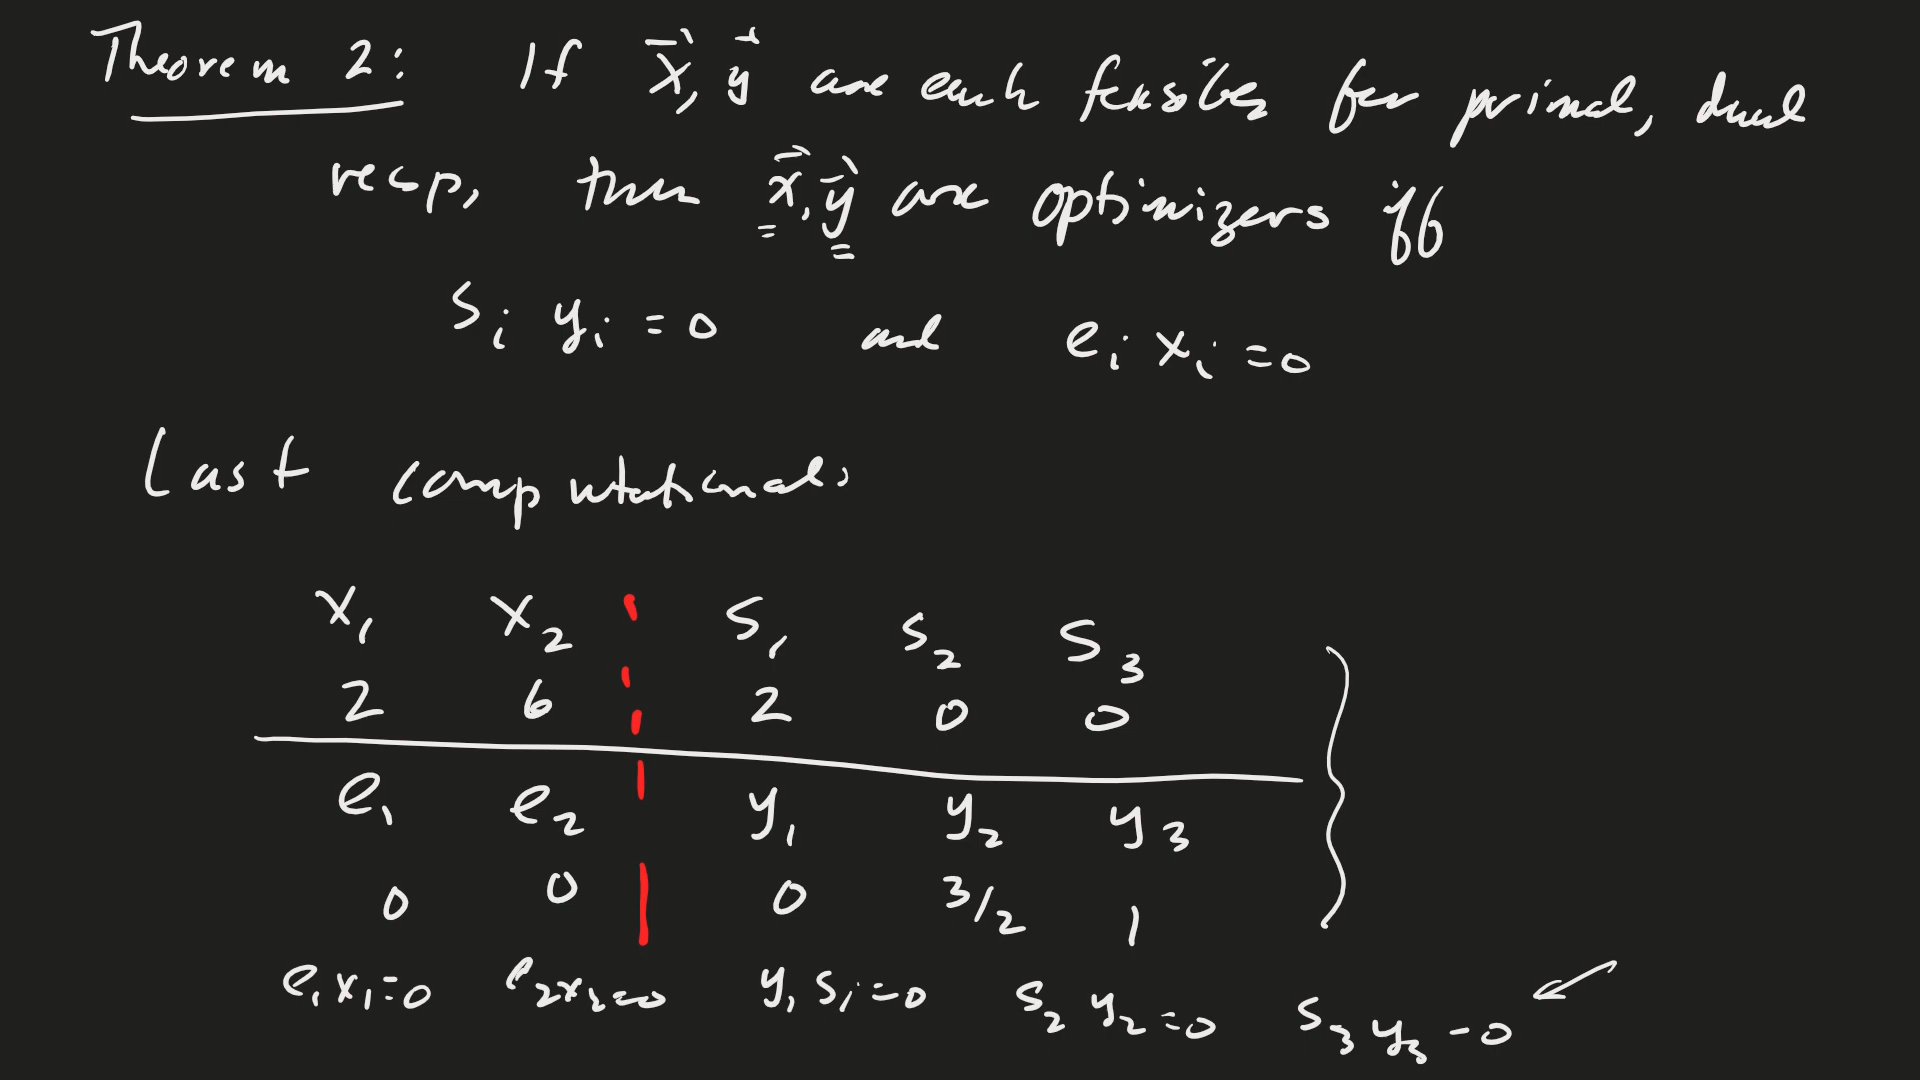 Theorem 2: If x⃗, y⃗ are each feasible for primal, dual
resp, then x⃗, y⃗ are optimizers iff
sᵢ yᵢ = 0 and eᵢ xᵢ = 0
Last computational:
x₁ x₂ s₁ s₂ s₃
2 6 2 0 0
e₁ e₂ y₁ y₂ y₃
0 0 0 3/2 1
e₁x₁=0 e₂x₂=0 y₁s₁=0 s₂y₂=0 s₃y₃-0